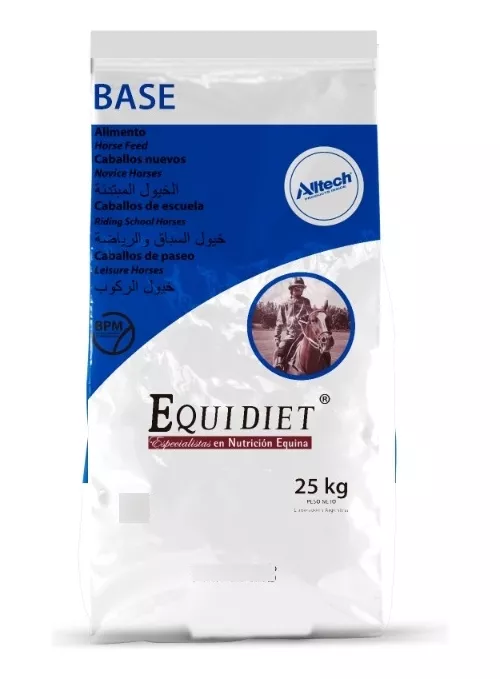 BASE
Alimento
Horse Feed
Caballos nuevos
Novice Horses
الخيول المبتدئة
Caballos de escuela
Riding School Horses
خيول السباق والرياضة
Caballos de paseo
Leisure Horses
خيول الركوب
Alltech®
BPM
EQUIDIET®
Especialistas en Nutrición Equina
25 kg
PESO NETO